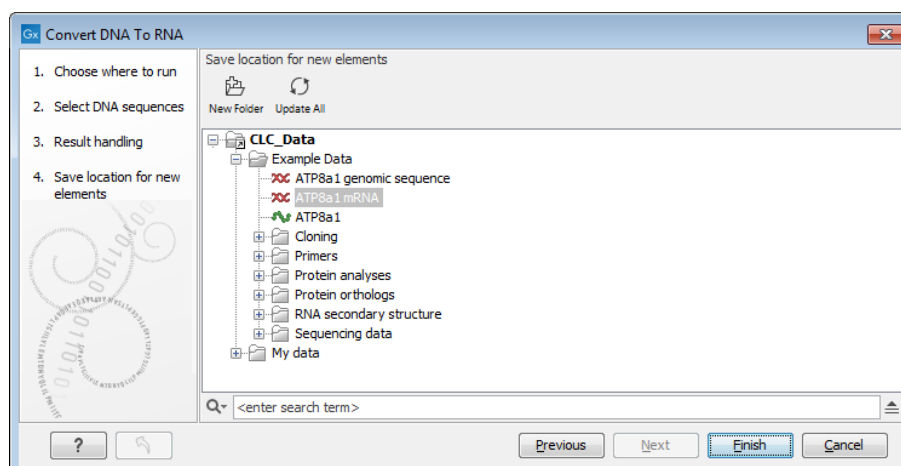 Gx Convert DNA To RNA
1. Choose where to run
2. Select DNA sequences
3. Result handling
4. Save location for new
elements
Save location for new elements
New Folder Update All
CLC_Data
Example Data
ATP8a1 genomic sequence
ATP8a1 mRNA
ATP8a1
Cloning
Primers
Protein analyses
Protein orthologs
RNA secondary structure
Sequencing data
My data
<enter search term>
? Previous Next Finish Cancel